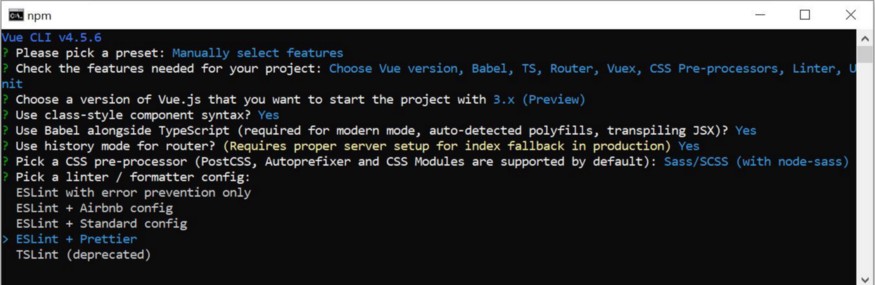 npm
Vue CLI v4.5.6
? Please pick a preset: Manually select features
? Check the features needed for your project: Choose Vue version, Babel, TS, Router, Vuex, CSS Pre-processors, Linter, U
nit
? Choose a version of Vue.js that you want to start the project with 3.x (Preview)
? Use class-style component syntax? Yes
? Use Babel alongside TypeScript (required for modern mode, auto-detected polyfills, transpiling JSX)? Yes
? Use history mode for router? (Requires proper server setup for index fallback in production) Yes
? Pick a CSS pre-processor (PostCSS, Autoprefixer and CSS Modules are supported by default): Sass/SCSS (with node-sass)
? Pick a linter / formatter config:
ESLint with error prevention only
ESLint + Airbnb config
ESLint + Standard config
> ESLint + Prettier
TSLint (deprecated)